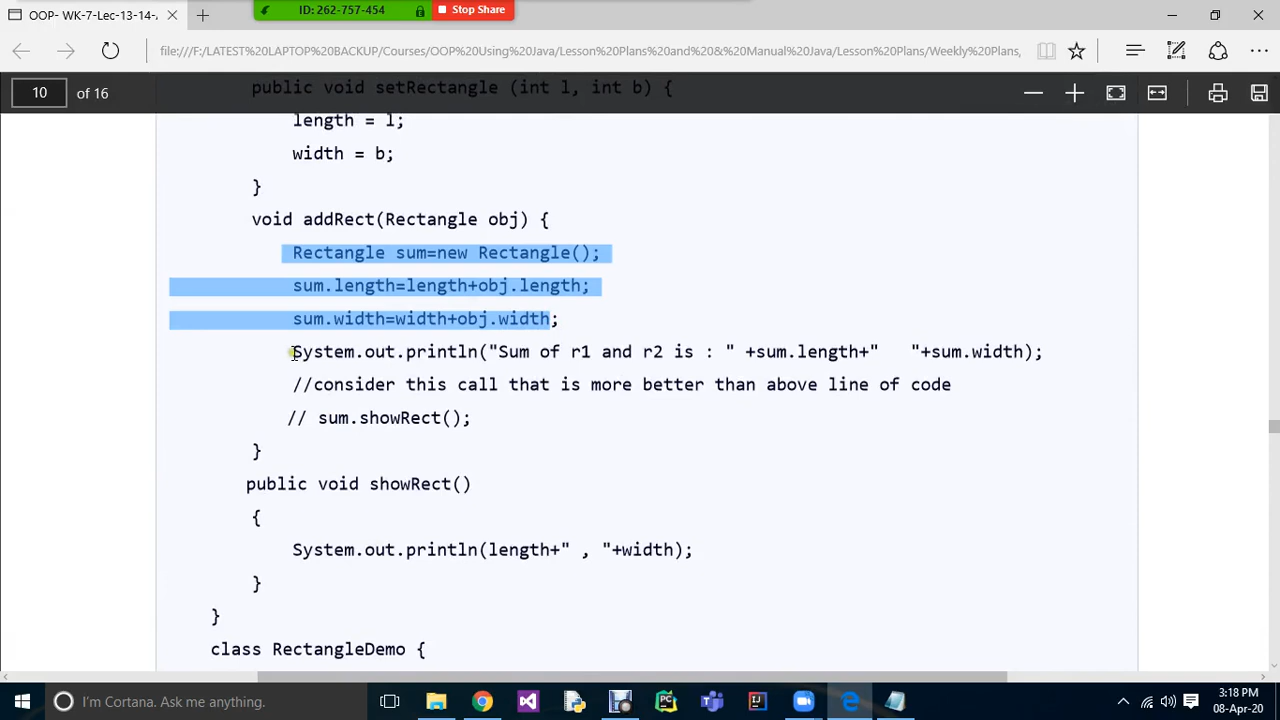 OOP- WK-7-Lec-13-14-
ID: 262-757-454
Stop Share
file:///F:/LATEST%20LAPTOP%20BACKUP/Courses/OOP%20Using%20Java/Lesson%20Plans%20and%20&%20Manual%20Java/Lesson%20Plans/Weekly%20Plans,
10 of 16
public void setRectangle (int l, int b) {
length = l;
width = b;
}
void addRect(Rectangle obj) {
Rectangle sum=new Rectangle();
sum.length=length+obj.length;
sum.width=width+obj.width;
System.out.println("Sum of r1 and r2 is : " +sum.length+"   "+sum.width);
//consider this call that is more better than above line of code
// sum.showRect();
}
public void showRect()
{
System.out.println(length+" , "+width);
}
}
class RectangleDemo {
I'm Cortana. Ask me anything.
3:18 PM
08-Apr-20